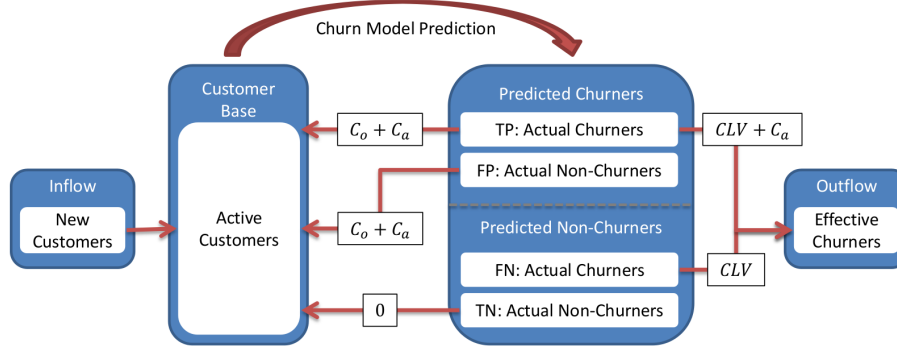 Churn Model Prediction
Customer
Base
Predicted Churners
C_o + C_a
TP: Actual Churners
CLV + C_a
FP: Actual Non-Churners
Inflow
New
Customers
Active
Customers
C_o + C_a
Predicted Non-Churners
Outflow
Effective
Churners
FN: Actual Churners
CLV
0
TN: Actual Non-Churners